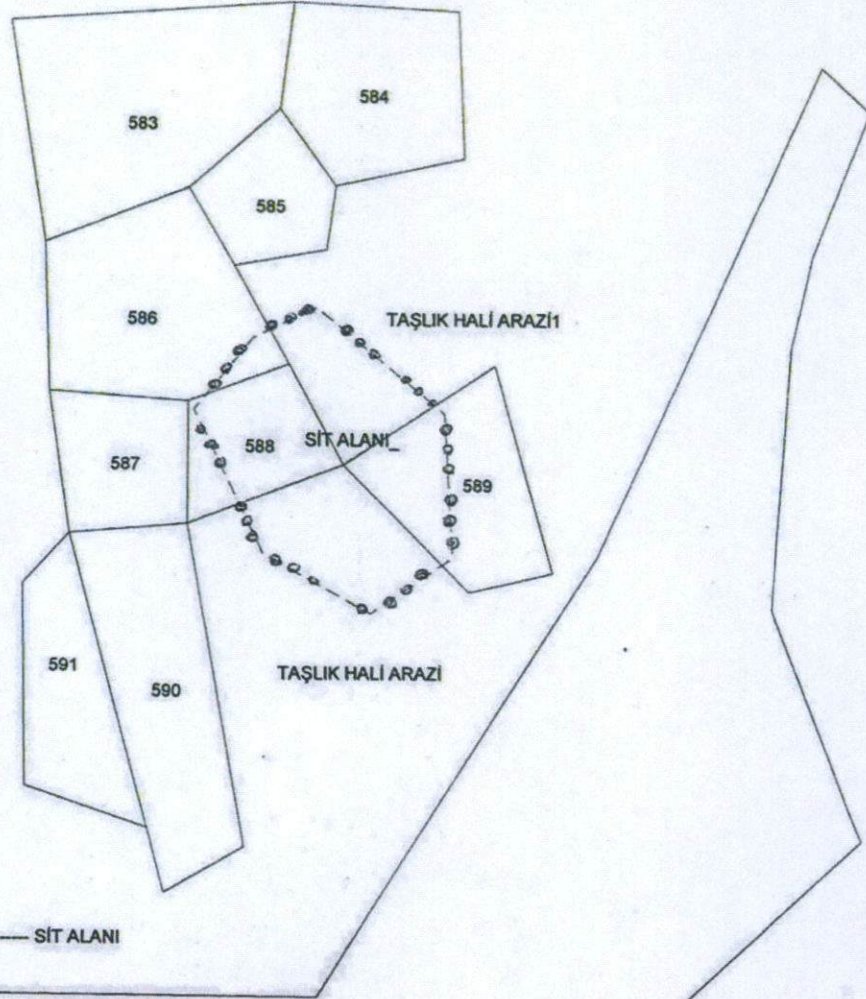 584
583
585
586
TAŞLIK HALİ ARAZİ1
SİT ALANI_
588
587
589
591
590
TAŞLIK HALİ ARAZİ
SİT ALANI